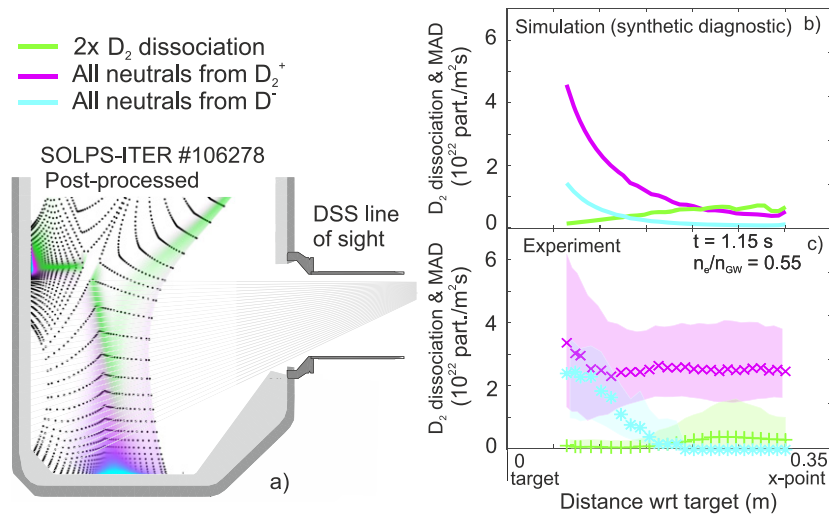 2x D₂ dissociation
All neutrals from D₂⁺
All neutrals from D⁻
SOLPS-ITER #106278
Post-processed
DSS line
of sight
a)
D₂ dissociation & MAD
(10²² part./m²s)
6
4
2
0
Simulation (synthetic diagnostic)
b)
D₂ dissociation & MAD
(10²² part./m²s)
6
4
2
0
Experiment
t = 1.15 s
c)
nₑ/n_GW = 0.55
0
0.35
target
x-point
Distance wrt target (m)